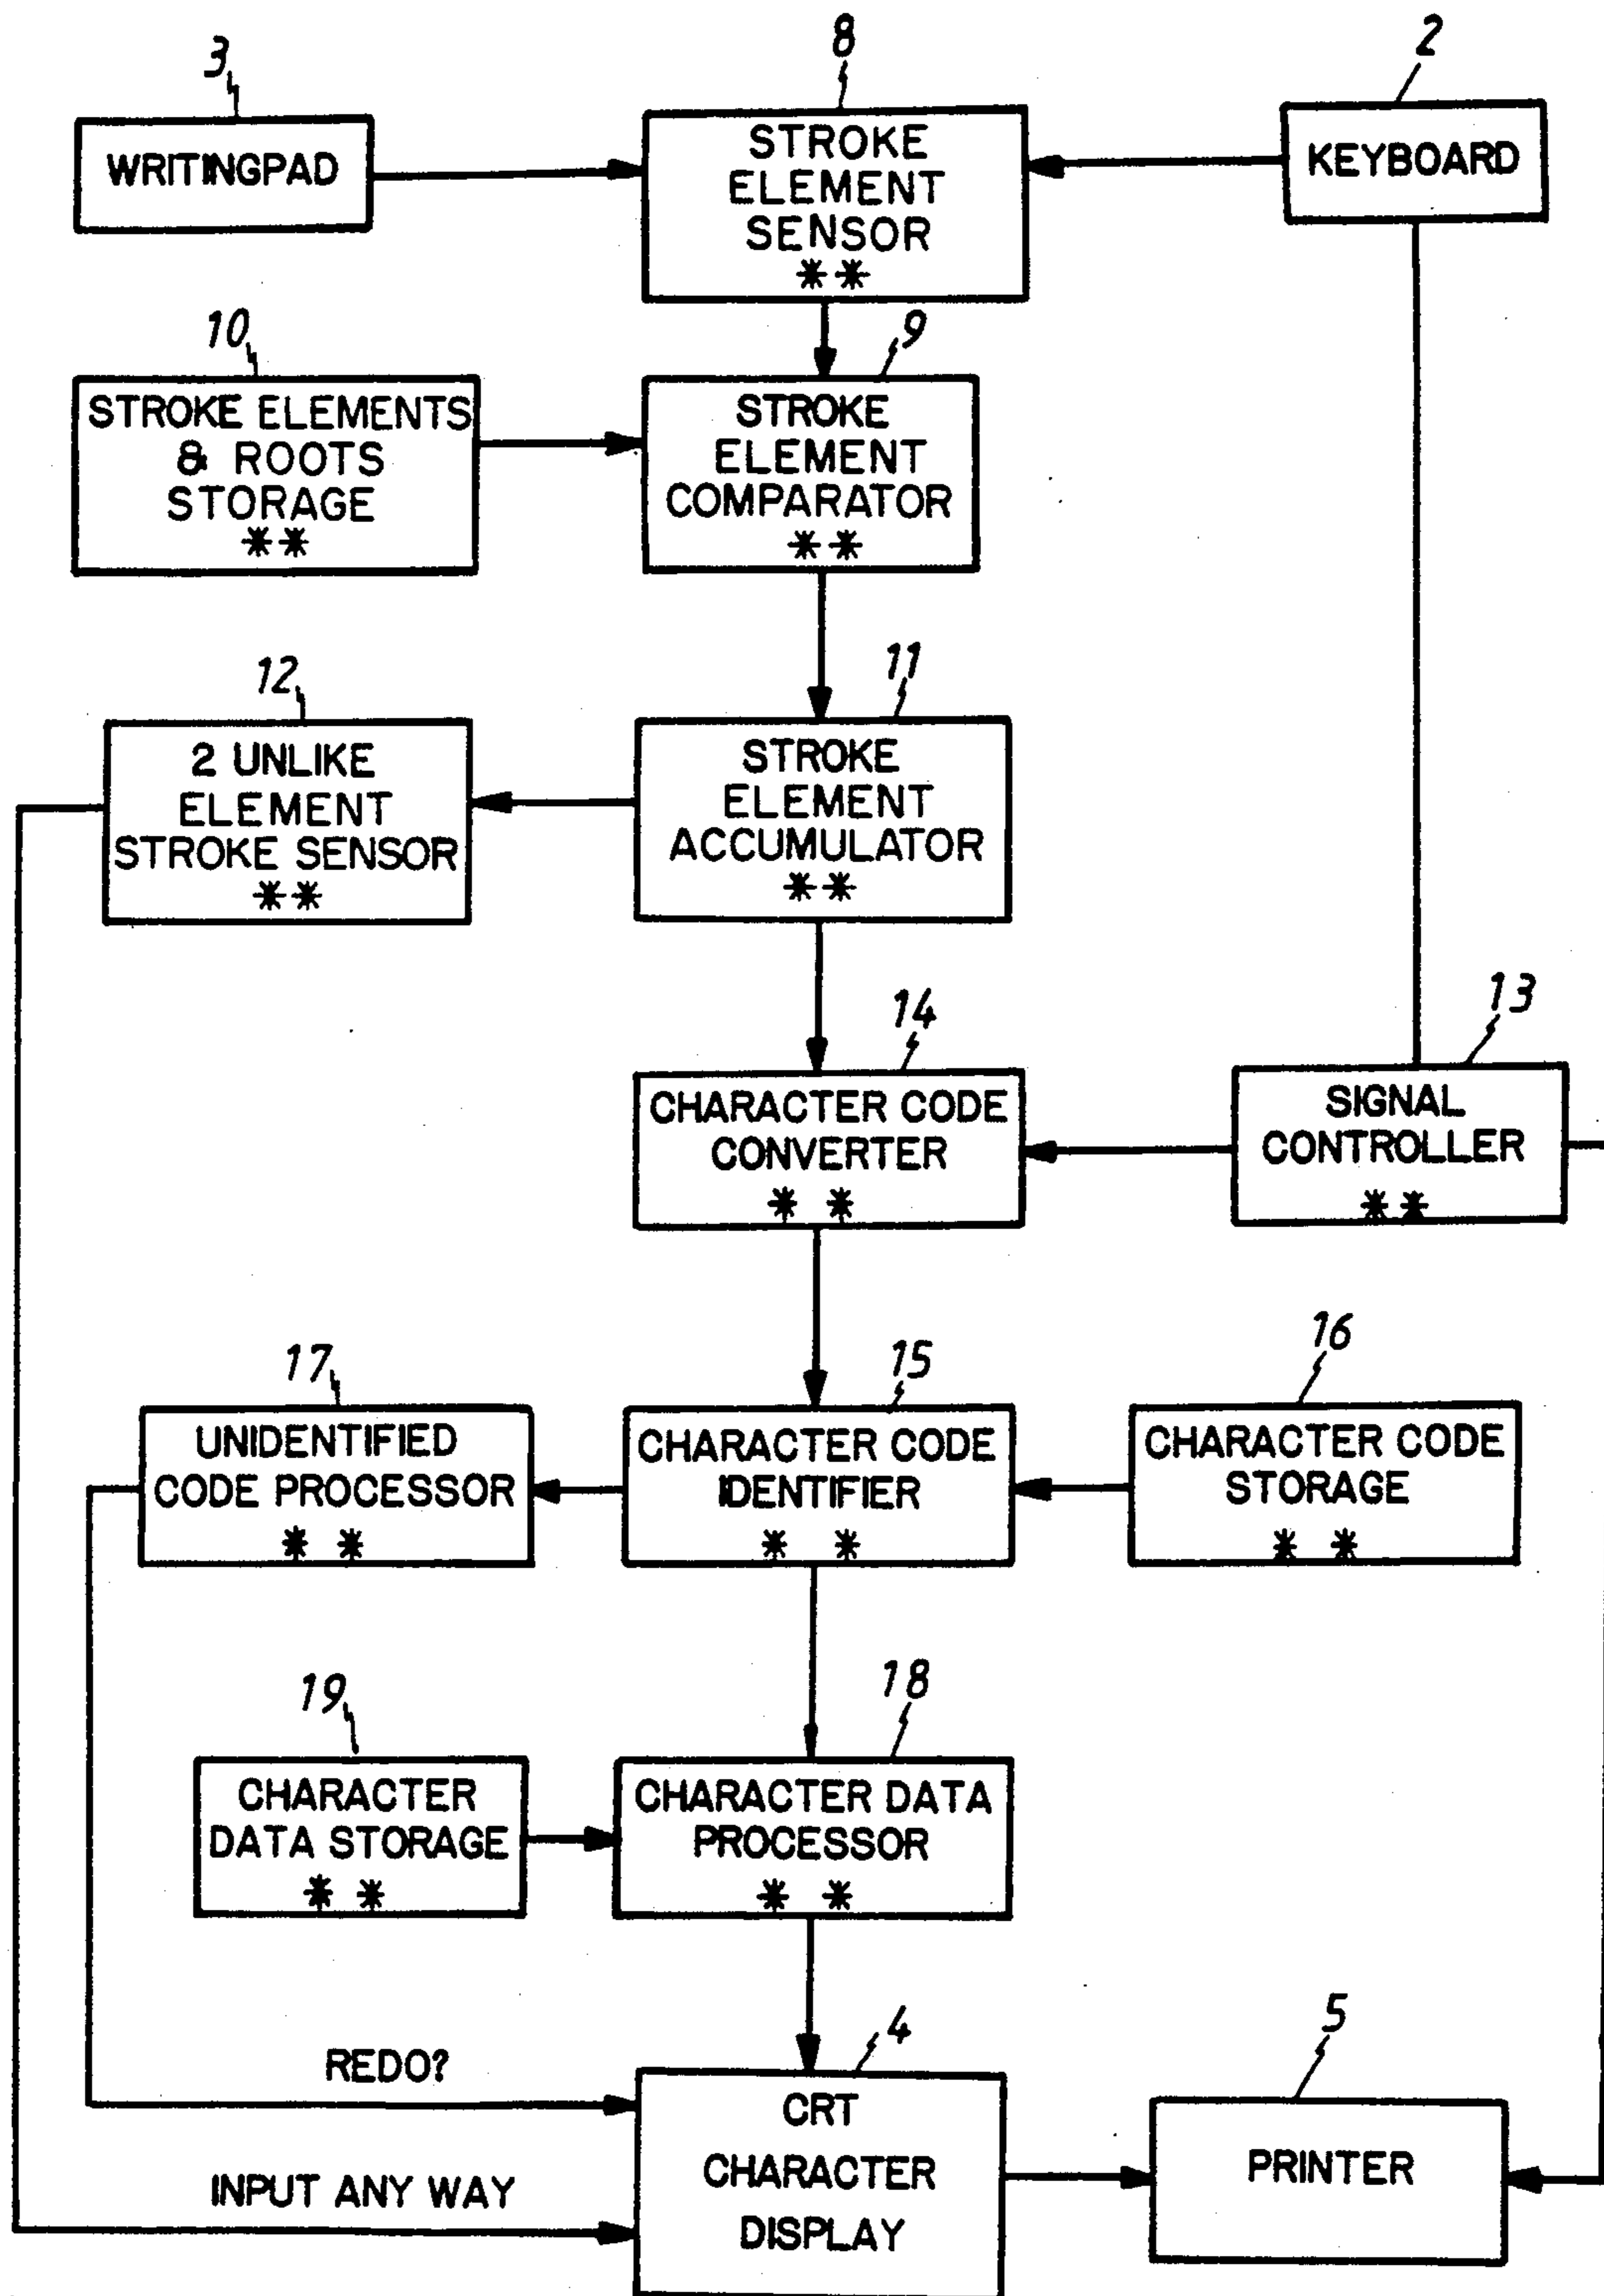 3
8
2
WRITINGPAD
STROKE
ELEMENT
SENSOR
**
KEYBOARD
10
9
STROKE ELEMENTS
& ROOTS
STORAGE
**
STROKE
ELEMENT
COMPARATOR
**
12
11
2 UNLIKE
ELEMENT
STROKE SENSOR
**
STROKE
ELEMENT
ACCUMULATOR
**
14
13
CHARACTER CODE
CONVERTER
* *
SIGNAL
CONTROLLER
**
17
15
16
UNIDENTIFIED
CODE PROCESSOR
* *
CHARACTER CODE
IDENTIFIER
* *
CHARACTER CODE
STORAGE
* *
19
18
CHARACTER
DATA STORAGE
* *
CHARACTER DATA
PROCESSOR
* *
4
5
REDO?
INPUT ANY WAY
CRT
CHARACTER
DISPLAY
PRINTER